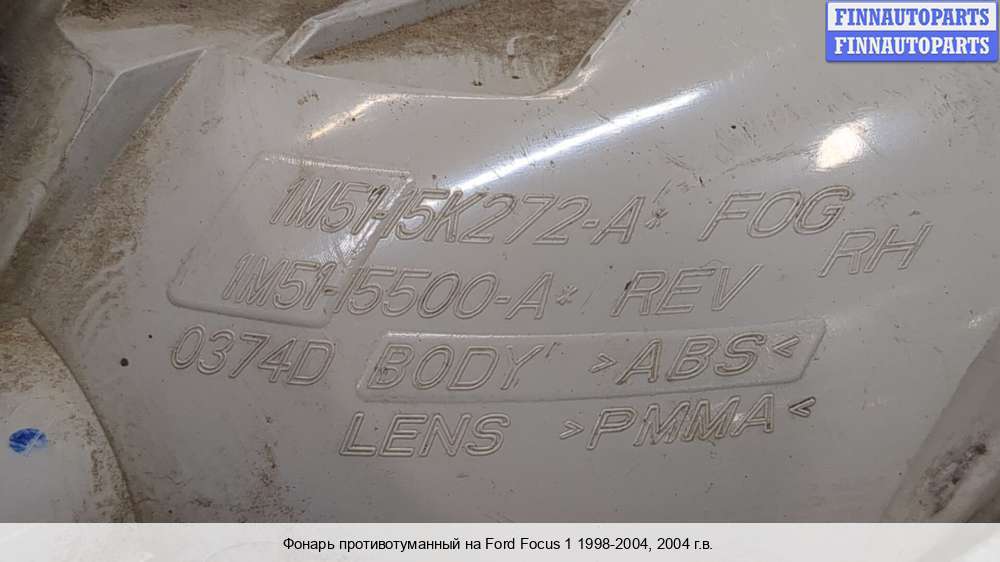 FINNAUTOPARTS
FINNAUTOPARTS
1M51-15K272-A* FOG
1M51-15500-A* REV RH
0374D BODY >ABS<
LENS >PMMA<
Фонарь противотуманный на Ford Focus 1 1998-2004, 2004 г.в.